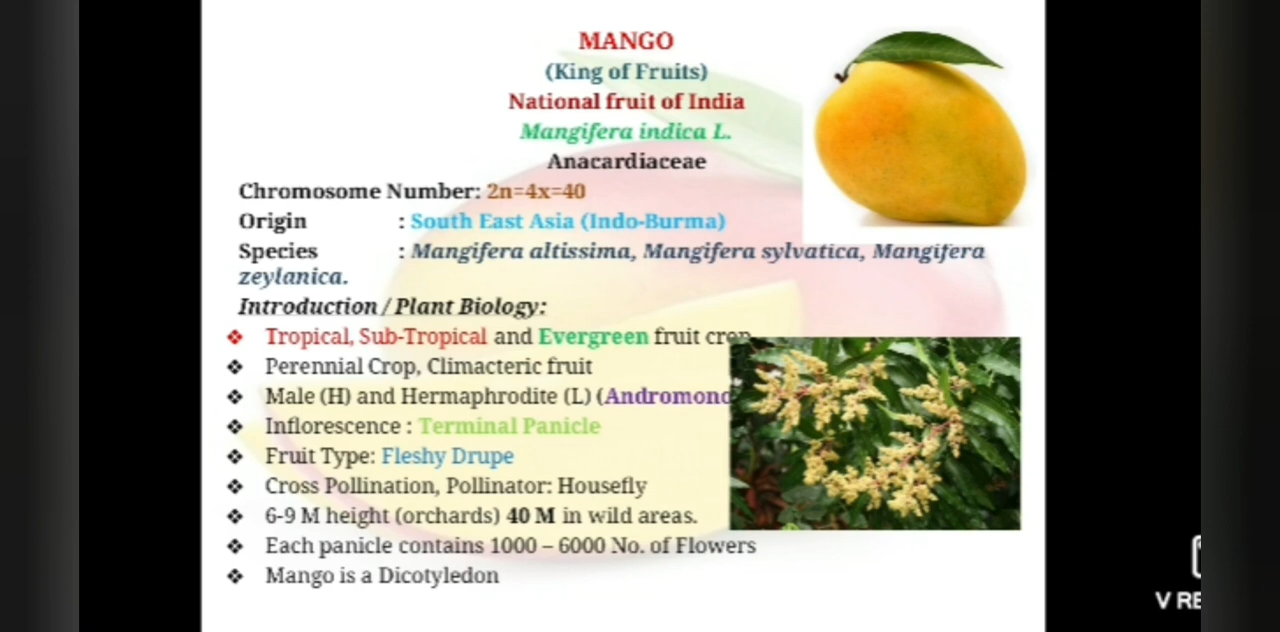 MANGO
(King of Fruits)
National fruit of India
Mangifera indica L.
Anacardiaceae
Chromosome Number: 2n=4x=40
Origin : South East Asia (Indo-Burma)
Species : Mangifera altissima, Mangifera sylvatica, Mangifera
zeylanica.
Introduction / Plant Biology:
❖ Tropical, Sub-Tropical and Evergreen fruit crop
❖ Perennial Crop, Climacteric fruit
❖ Male (H) and Hermaphrodite (L) (Andromono
❖ Inflorescence : Terminal Panicle
❖ Fruit Type: Fleshy Drupe
❖ Cross Pollination, Pollinator: Housefly
❖ 6-9 M height (orchards) 40 M in wild areas.
❖ Each panicle contains 1000 – 6000 No. of Flowers
❖ Mango is a Dicotyledon
V RE